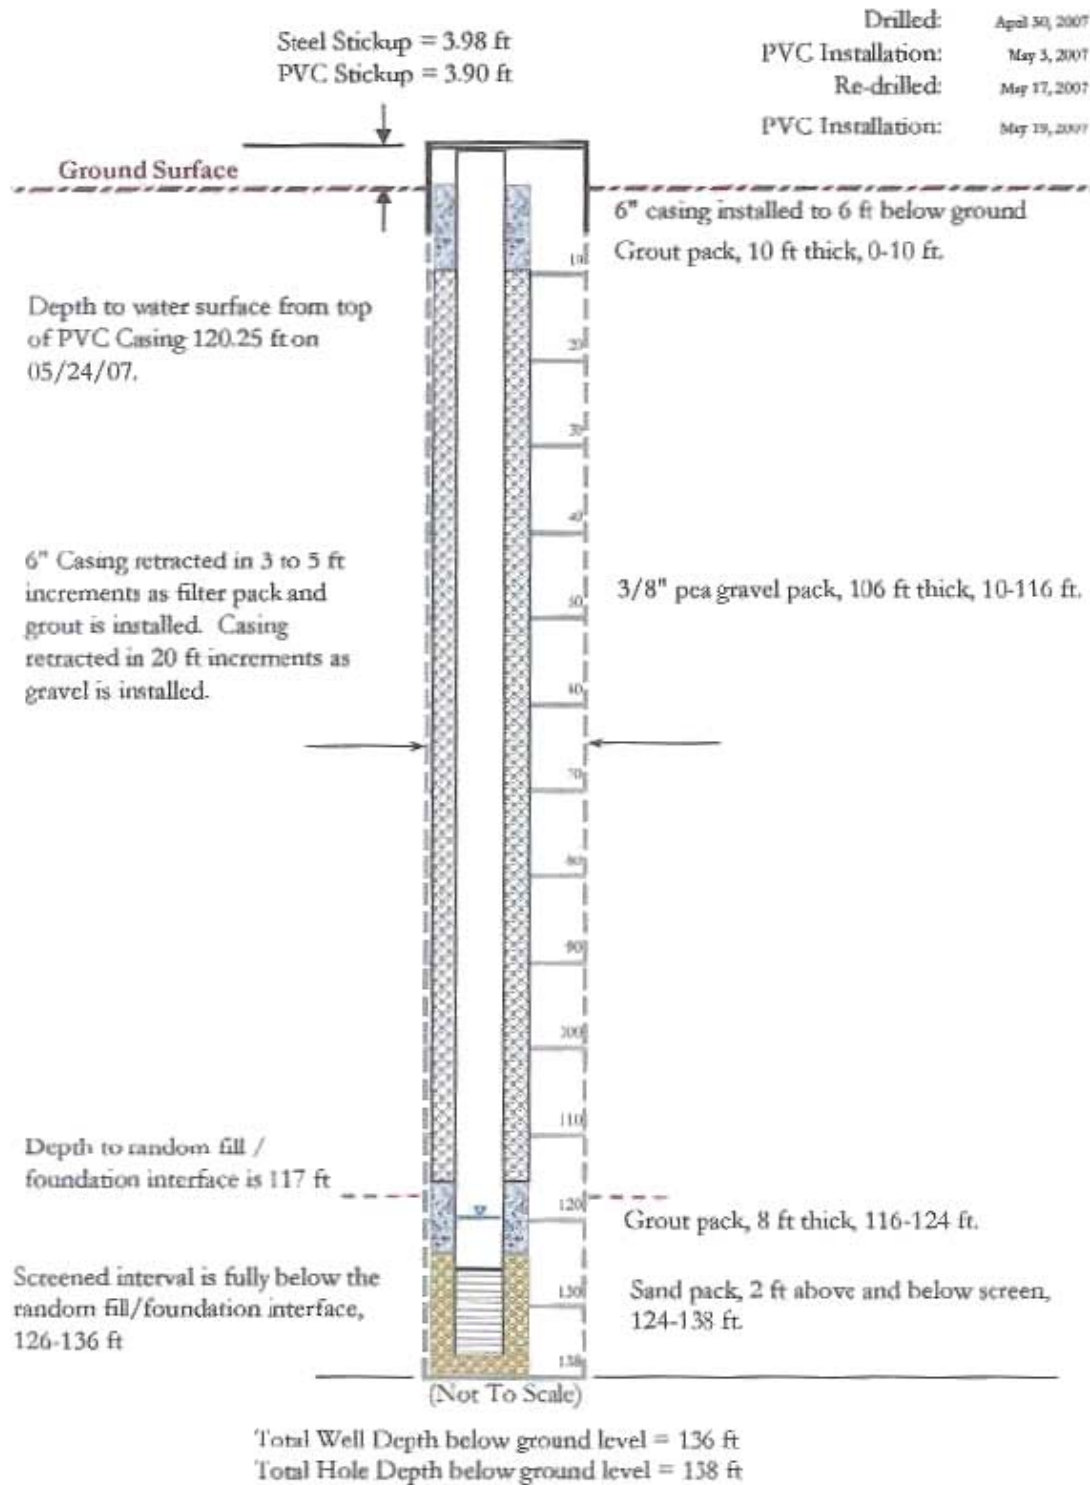 Steel Stickup = 3.98 ft
PVC Stickup = 3.90 ft
Drilled: April 30, 2007
PVC Installation: May 3, 2007
Re-drilled: May 17, 2007
PVC Installation: May 19, 2007
Ground Surface
6" casing installed to 6 ft below ground
Grout pack, 10 ft thick, 0-10 ft.
10
Depth to water surface from top
of PVC Casing 120.25 ft on
05/24/07.
20
30
40
6" Casing retracted in 3 to 5 ft
increments as filter pack and
grout is installed. Casing
retracted in 20 ft increments as
gravel is installed.
3/8" pea gravel pack, 106 ft thick, 10-116 ft.
50
60
70
80
90
100
110
Depth to random fill /
foundation interface is 117 ft
120
Grout pack, 8 ft thick, 116-124 ft.
Screened interval is fully below the
random fill/foundation interface,
126-136 ft
130
Sand pack, 2 ft above and below screen,
124-138 ft.
138
(Not To Scale)
Total Well Depth below ground level = 136 ft
Total Hole Depth below ground level = 138 ft